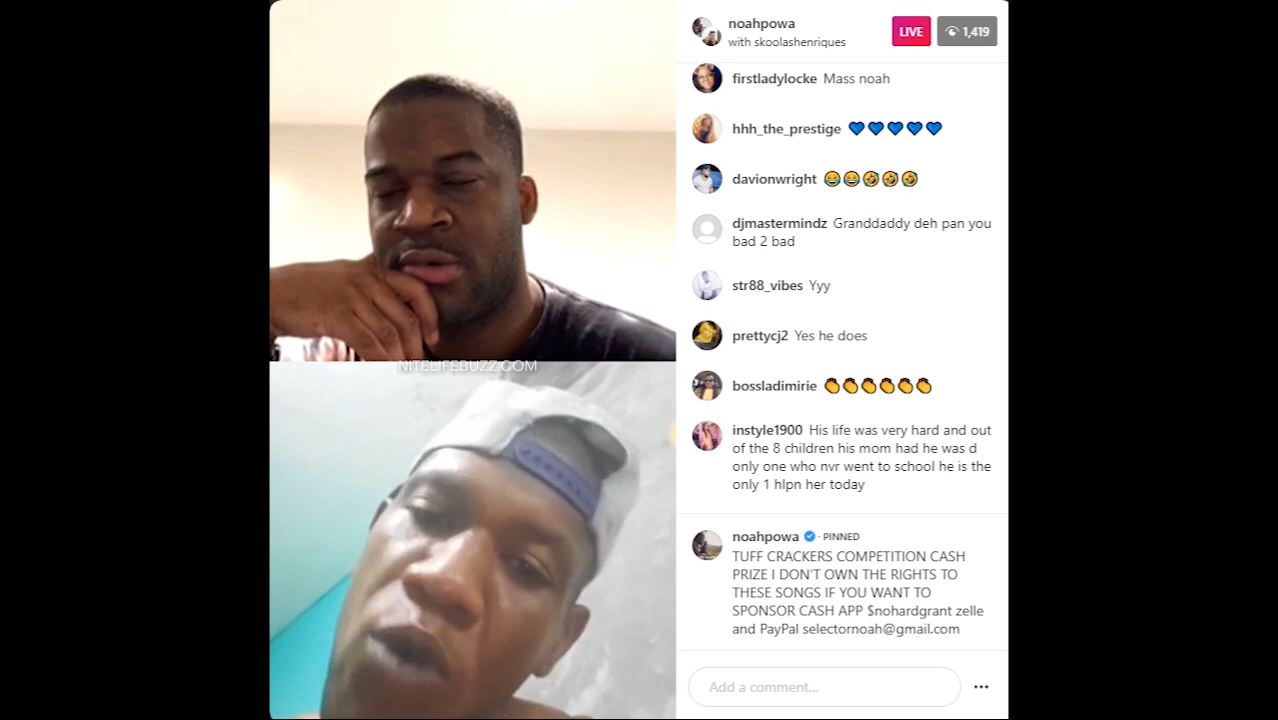 noahpowa
with skoolashenriques
LIVE
1,419
firstladylocke Mass noah
hhh_the_prestige 💙💙💙💙💙
davionwright 😂😂🤣🤣🤣
djmastermindz Granddaddy deh pan you
bad 2 bad
str88_vibes Yyy
prettycj2 Yes he does
bossladimirie 👏👏👏👏👏👏
instyle1900 His life was very hard and out
of the 8 children his mom had he was d
only one who nvr went to school he is the
only 1 hlpn her today
noahpowa · PINNED
TUFF CRACKERS COMPETITION CASH
PRIZE I DON'T OWN THE RIGHTS TO
THESE SONGS IF YOU WANT TO
SPONSOR CASH APP $nohardgrant zelle
and PayPal selectornoah@gmail.com
Add a comment...
NITELIFEBUZZ.COM